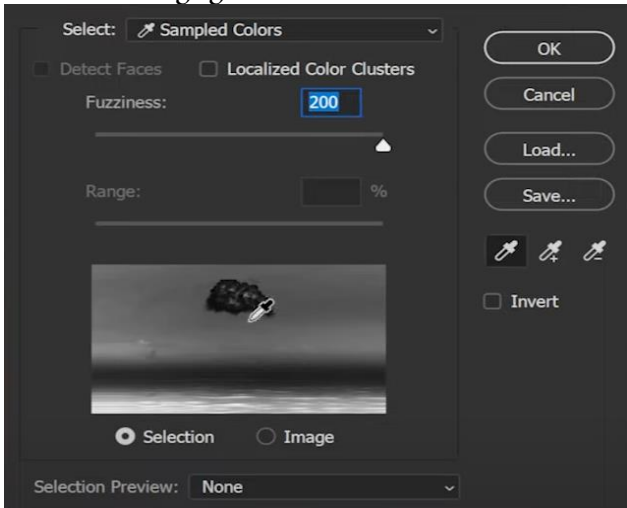 Select: Sampled Colors
Detect Faces Localized Color Clusters
Fuzziness: 200
Range: %
Selection Image
Selection Preview: None
OK
Cancel
Load...
Save...
Invert